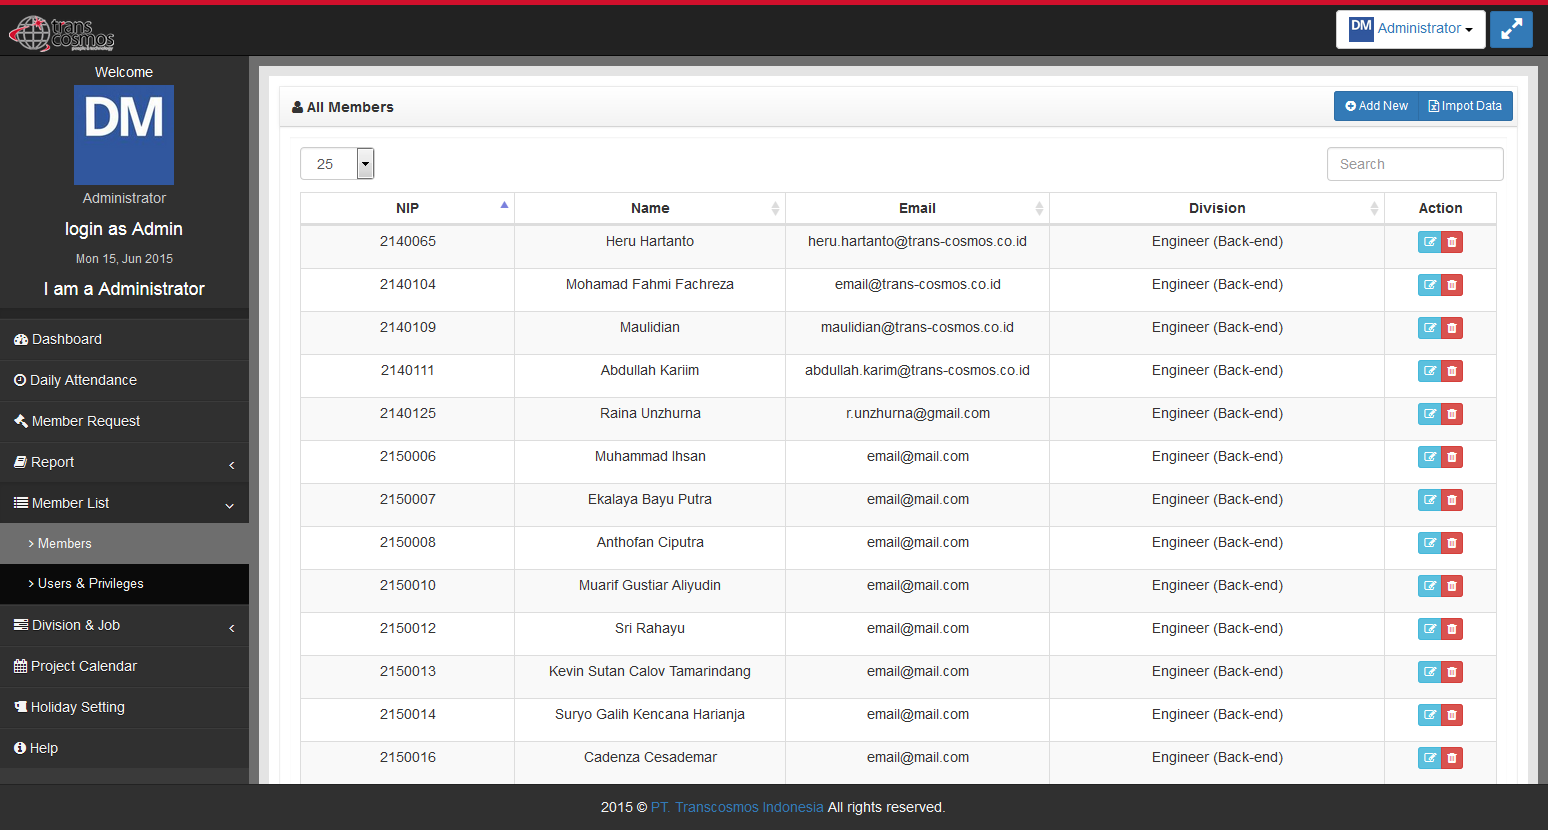 trans
cosmos
people & technology
DM Administrator
Welcome
DM
Administrator
login as Admin
Mon 15, Jun 2015
I am a Administrator
Dashboard
Daily Attendance
Member Request
Report
Member List
Members
Users & Privileges
Division & Job
Project Calendar
Holiday Setting
Help
All Members
Add New Impot Data
25 Search
NIP Name Email Division Action
2140065 Heru Hartanto heru.hartanto@trans-cosmos.co.id Engineer (Back-end)
2140104 Mohamad Fahmi Fachreza email@trans-cosmos.co.id Engineer (Back-end)
2140109 Maulidian maulidian@trans-cosmos.co.id Engineer (Back-end)
2140111 Abdullah Kariim abdullah.karim@trans-cosmos.co.id Engineer (Back-end)
2140125 Raina Unzhurna r.unzhurna@gmail.com Engineer (Back-end)
2150006 Muhammad Ihsan email@mail.com Engineer (Back-end)
2150007 Ekalaya Bayu Putra email@mail.com Engineer (Back-end)
2150008 Anthofan Ciputra email@mail.com Engineer (Back-end)
2150010 Muarif Gustiar Aliyudin email@mail.com Engineer (Back-end)
2150012 Sri Rahayu email@mail.com Engineer (Back-end)
2150013 Kevin Sutan Calov Tamarindang email@mail.com Engineer (Back-end)
2150014 Suryo Galih Kencana Harianja email@mail.com Engineer (Back-end)
2150016 Cadenza Cesademar email@mail.com Engineer (Back-end)
2015 © PT. Transcosmos Indonesia All rights reserved.